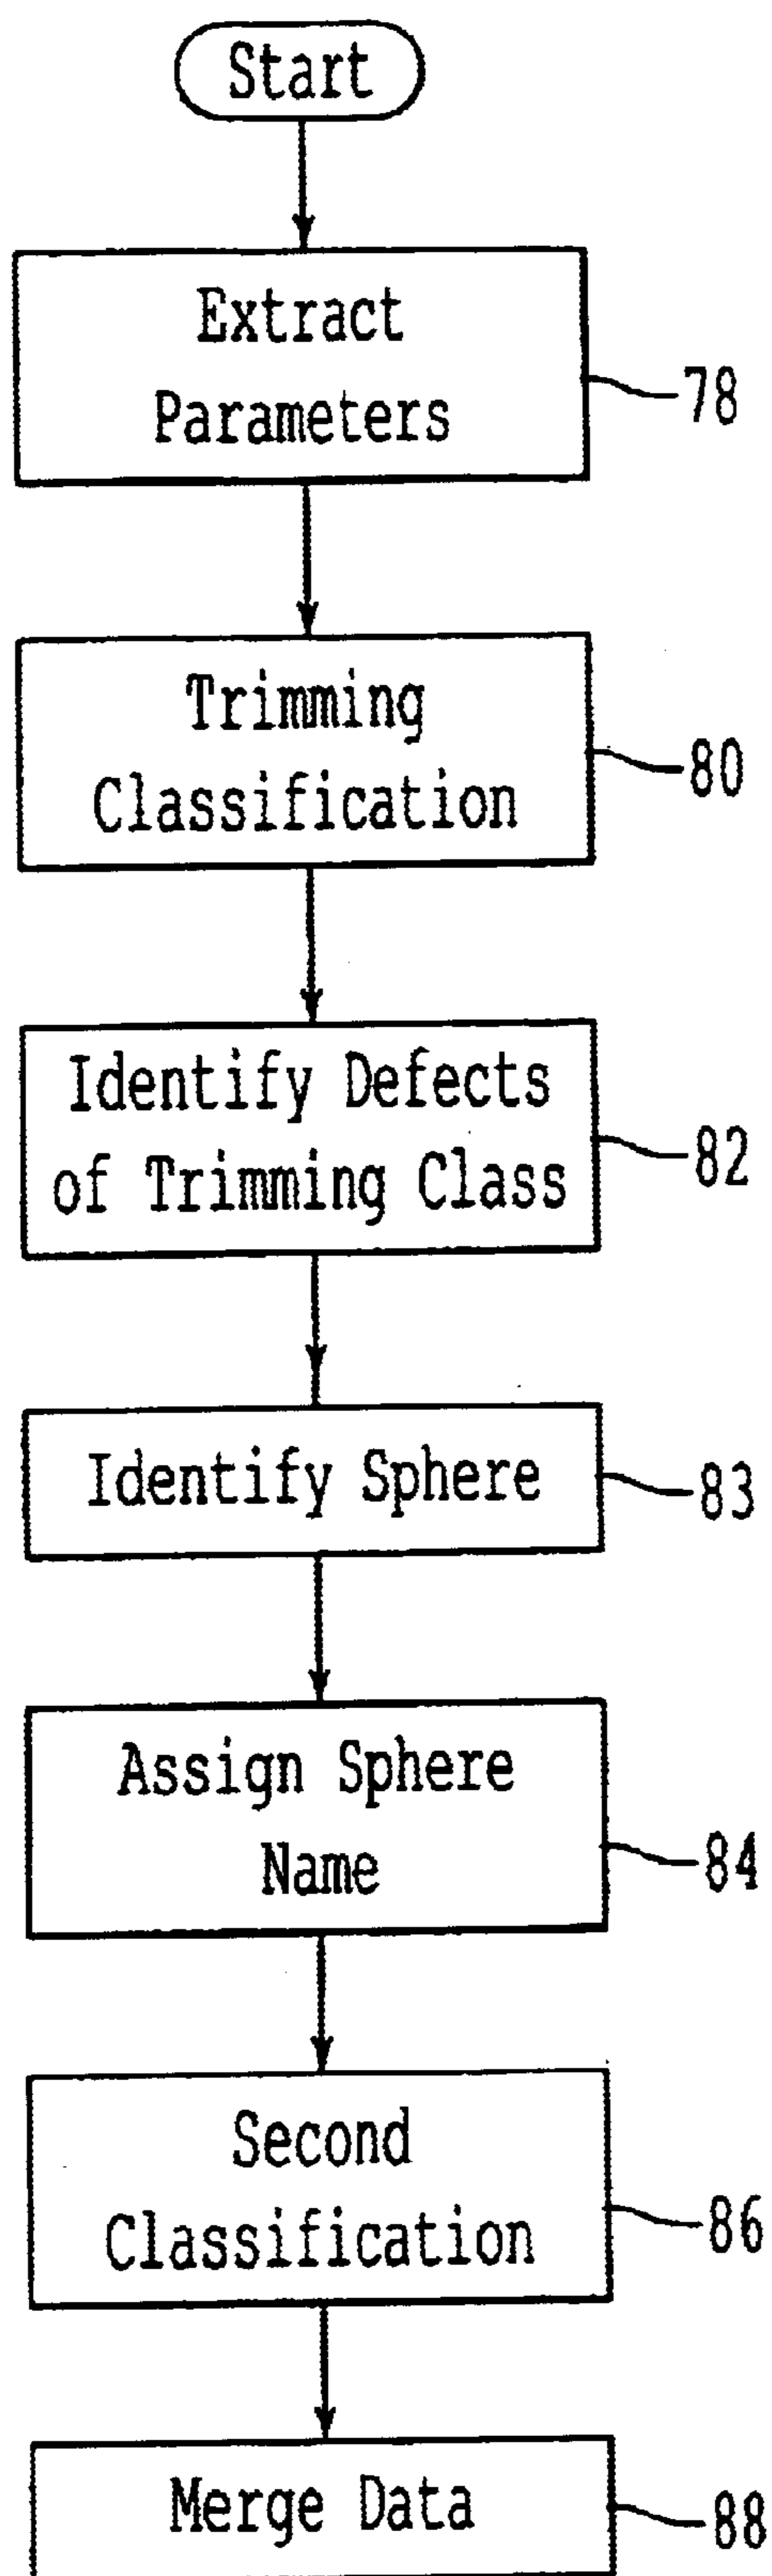 Start
Extract
Parameters
78
Trimming
Classification
80
Identify Defects
of Trimming Class
82
Identify Sphere
83
Assign Sphere
Name
84
Second
Classification
86
Merge Data
88